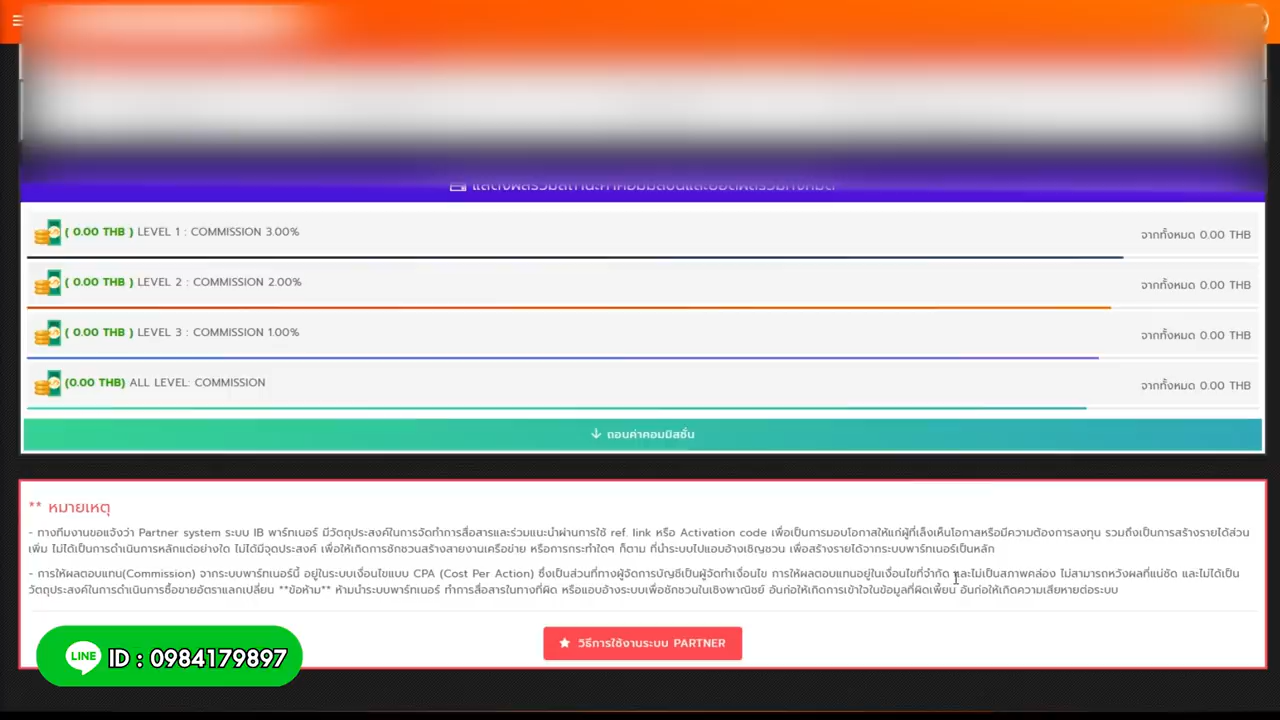 แสดงผลรวมสถานะค่าคอมมิสชั่นและยอดผลรวมทั้งหมด
( 0.00 THB ) LEVEL 1 : COMMISSION 3.00%
จากทั้งหมด 0.00 THB
( 0.00 THB ) LEVEL 2 : COMMISSION 2.00%
จากทั้งหมด 0.00 THB
( 0.00 THB ) LEVEL 3 : COMMISSION 1.00%
จากทั้งหมด 0.00 THB
(0.00 THB) ALL LEVEL: COMMISSION
จากทั้งหมด 0.00 THB
ถอนค่าคอมมิสชั่น
** หมายเหตุ
- ทางทีมงานขอแจ้งว่า Partner system ระบบ IB พาร์ทเนอร์ มีวัตถุประสงค์ในการจัดทำการสื่อสารและร่วมแนะนำผ่านการใช้ ref. link หรือ Activation code เพื่อเป็นการมอบโอกาสให้แก่ผู้ที่เล็งเห็นโอกาสหรือมีความต้องการลงทุน รวมถึงเป็นการสร้างรายได้ส่วน
เพิ่ม ไม่ได้เป็นการดำเนินการหลักแต่อย่างใด ไม่ได้มีจุดประสงค์ เพื่อให้เกิดการชักชวนสร้างสายงานเครือข่าย หรือการกระทำใดๆ ก็ตาม ที่นำระบบไปแอบอ้างเชิญชวน เพื่อสร้างรายได้จากระบบพาร์ทเนอร์เป็นหลัก
- การให้ผลตอบแทน(Commission) จากระบบพาร์ทเนอร์นี้ อยู่ในระบบเงื่อนไขแบบ CPA (Cost Per Action) ซึ่งเป็นส่วนที่ทางผู้จัดการบัญชีเป็นผู้จัดทำเงื่อนไข การให้ผลตอบแทนอยู่ในเงื่อนไขที่จำกัด และไม่เป็นสภาพคล่อง ไม่สามารถหวังผลที่แน่ชัด และไม่ได้เป็น
วัตถุประสงค์ในการดำเนินการซื้อขายอัตราแลกเปลี่ยน **ข้อห้าม** ห้ามนำระบบพาร์ทเนอร์ ทำการสื่อสารในทางที่ผิด หรือแอบอ้างระบบเพื่อชักชวนในเชิงพาณิชย์ อันก่อให้เกิดการเข้าใจในข้อมูลที่ผิดเพี้ยน อันก่อให้เกิดความเสียหายต่อระบบ
วิธีการใช้งานระบบ PARTNER
LINE ID : 0984179897